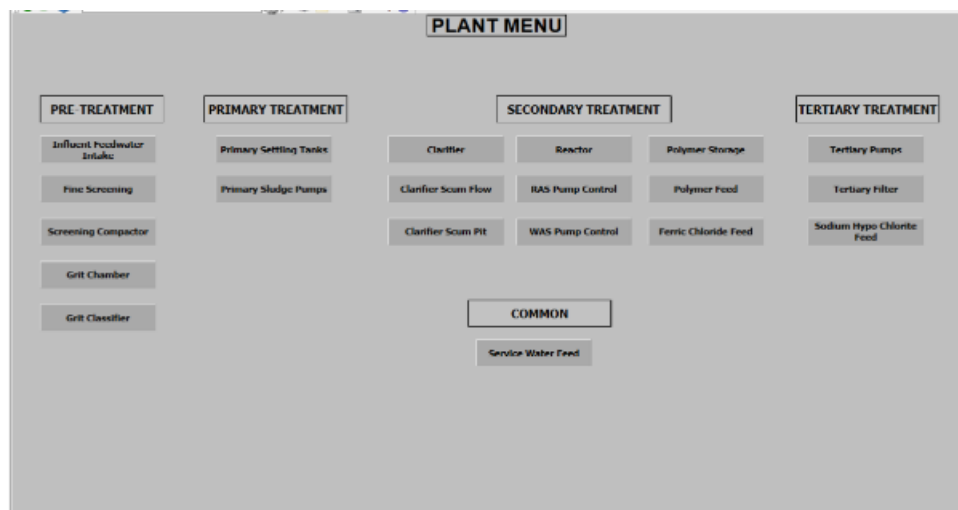 PLANT MENU
PRE-TREATMENT
Influent Feedwater
Intake
Fine Screening
Screening Compactor
Grit Chamber
Grit Classifier
PRIMARY TREATMENT
Primary Settling Tanks
Primary Sludge Pumps
SECONDARY TREATMENT
Clarifier
Reactor
Polymer Storage
Clarifier Scum Flow
RAS Pump Control
Polymer Feed
Clarifier Scum Pit
WAS Pump Control
Ferric Chloride Feed
TERTIARY TREATMENT
Tertiary Pumps
Tertiary Filter
Sodium Hypo Chlorite
Feed
COMMON
Service Water Feed